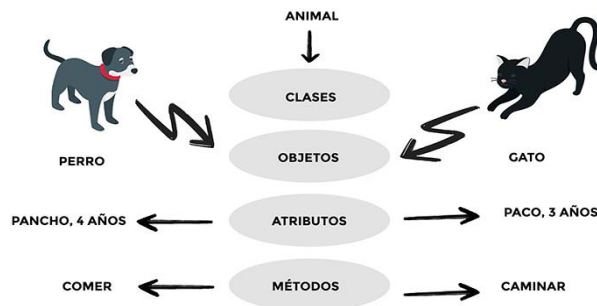 ANIMAL
CLASES
PERRO
OBJETOS
GATO
PANCHO, 4 AÑOS
ATRIBUTOS
PACO, 3 AÑOS
COMER
MÉTODOS
CAMINAR